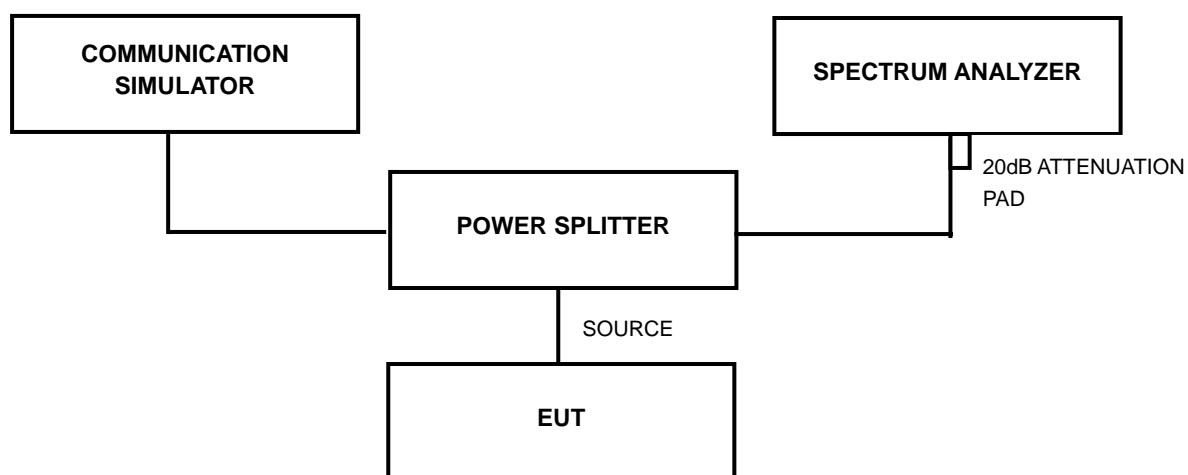 COMMUNICATION
SIMULATOR
SPECTRUM ANALYZER
20dB ATTENUATION
PAD
POWER SPLITTER
SOURCE
EUT